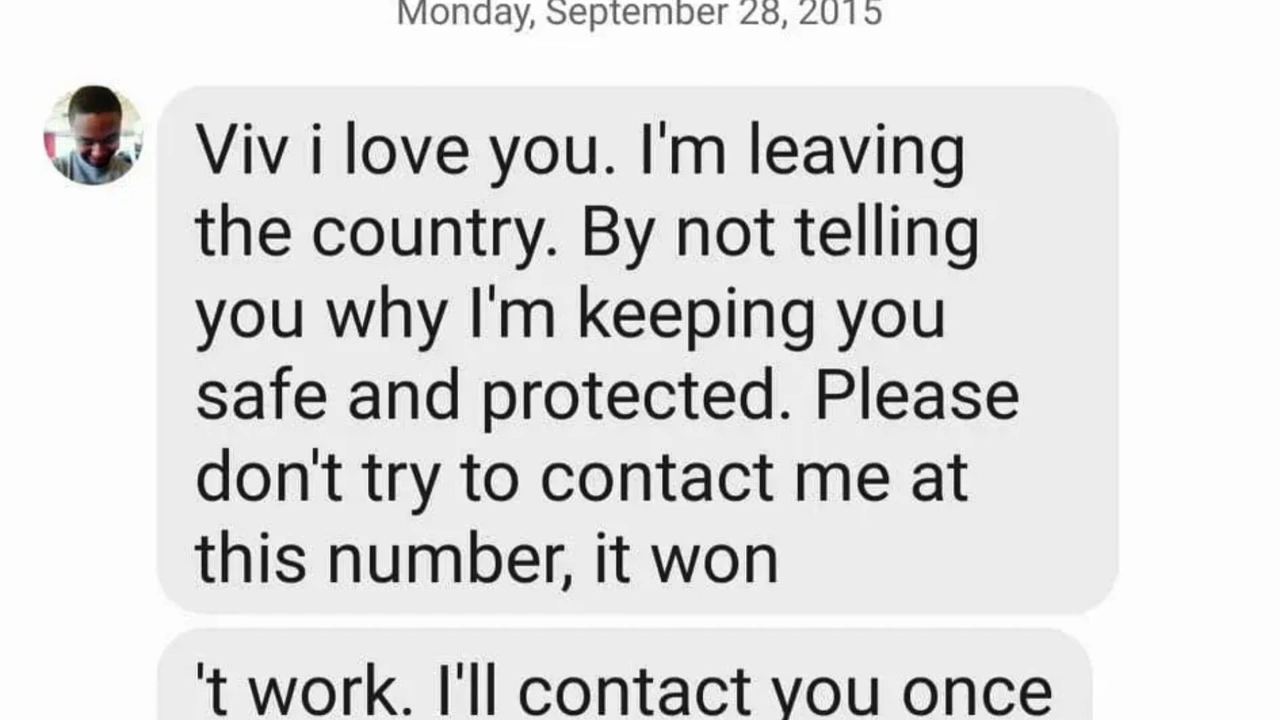 Monday, September 28, 2015
Viv i love you. I'm leaving
the country. By not telling
you why I'm keeping you
safe and protected. Please
don't try to contact me at
this number, it won
't work. I'll contact you once